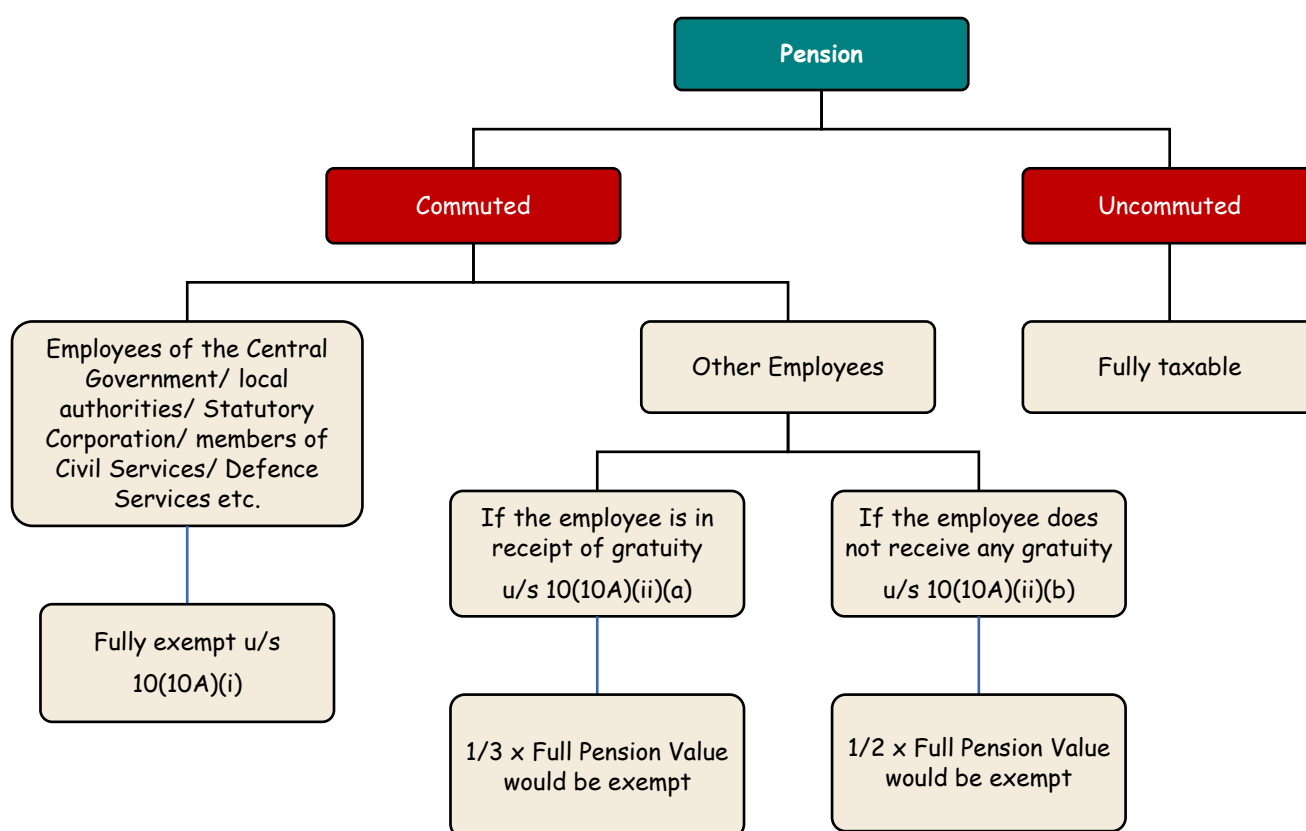 Pension
Commuted
Uncommuted
Employees of the Central
Government/ local
authorities/ Statutory
Corporation/ members of
Civil Services/ Defence
Services etc.
Other Employees
Fully taxable
If the employee is in
receipt of gratuity
u/s 10(10A)(ii)(a)
If the employee does
not receive any gratuity
u/s 10(10A)(ii)(b)
Fully exempt u/s
10(10A)(i)
1/3 x Full Pension Value
would be exempt
1/2 x Full Pension Value
would be exempt